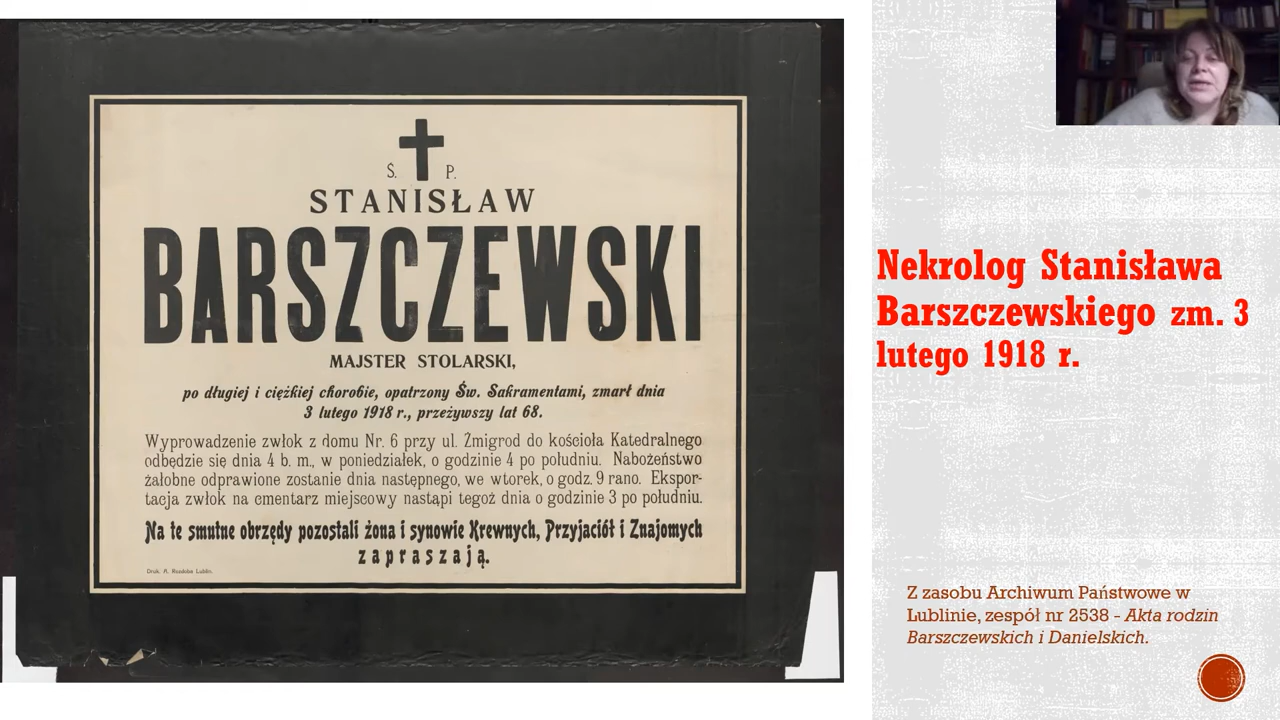 Ś. P.
STANISŁAW
BARSZCZEWSKI
MAJSTER STOLARSKI,
po długiej i ciężkiej chorobie, opatrzony Św. Sakramentami, zmarł dnia
3 lutego 1918 r., przeżywszy lat 68.
Wyprowadzenie zwłok z domu Nr. 6 przy ul. Żmigrod do kościoła Katedralnego
odbędzie się dnia 4 b. m., w poniedziałek, o godzinie 4 po południu. Nabożeństwo
żałobne odprawione zostanie dnia następnego, we wtorek, o godz. 9 rano. Ekspor-
tacja zwłok na cmentarz miejscowy nastąpi tegoż dnia o godzinie 3 po południu.
Na te smutne obrzędy pozostali żona i synowie Krewnych, Przyjaciół i Znajomych
zapraszają.
Druk. A. Rozdoba Lublin.
Nekrolog Stanisława
Barszczewskiego zm. 3
lutego 1918 r.
Z zasobu Archiwum Państwowe w
Lublinie, zespół nr 2538 - Akta rodzin
Barszczewskich i Danielskich.